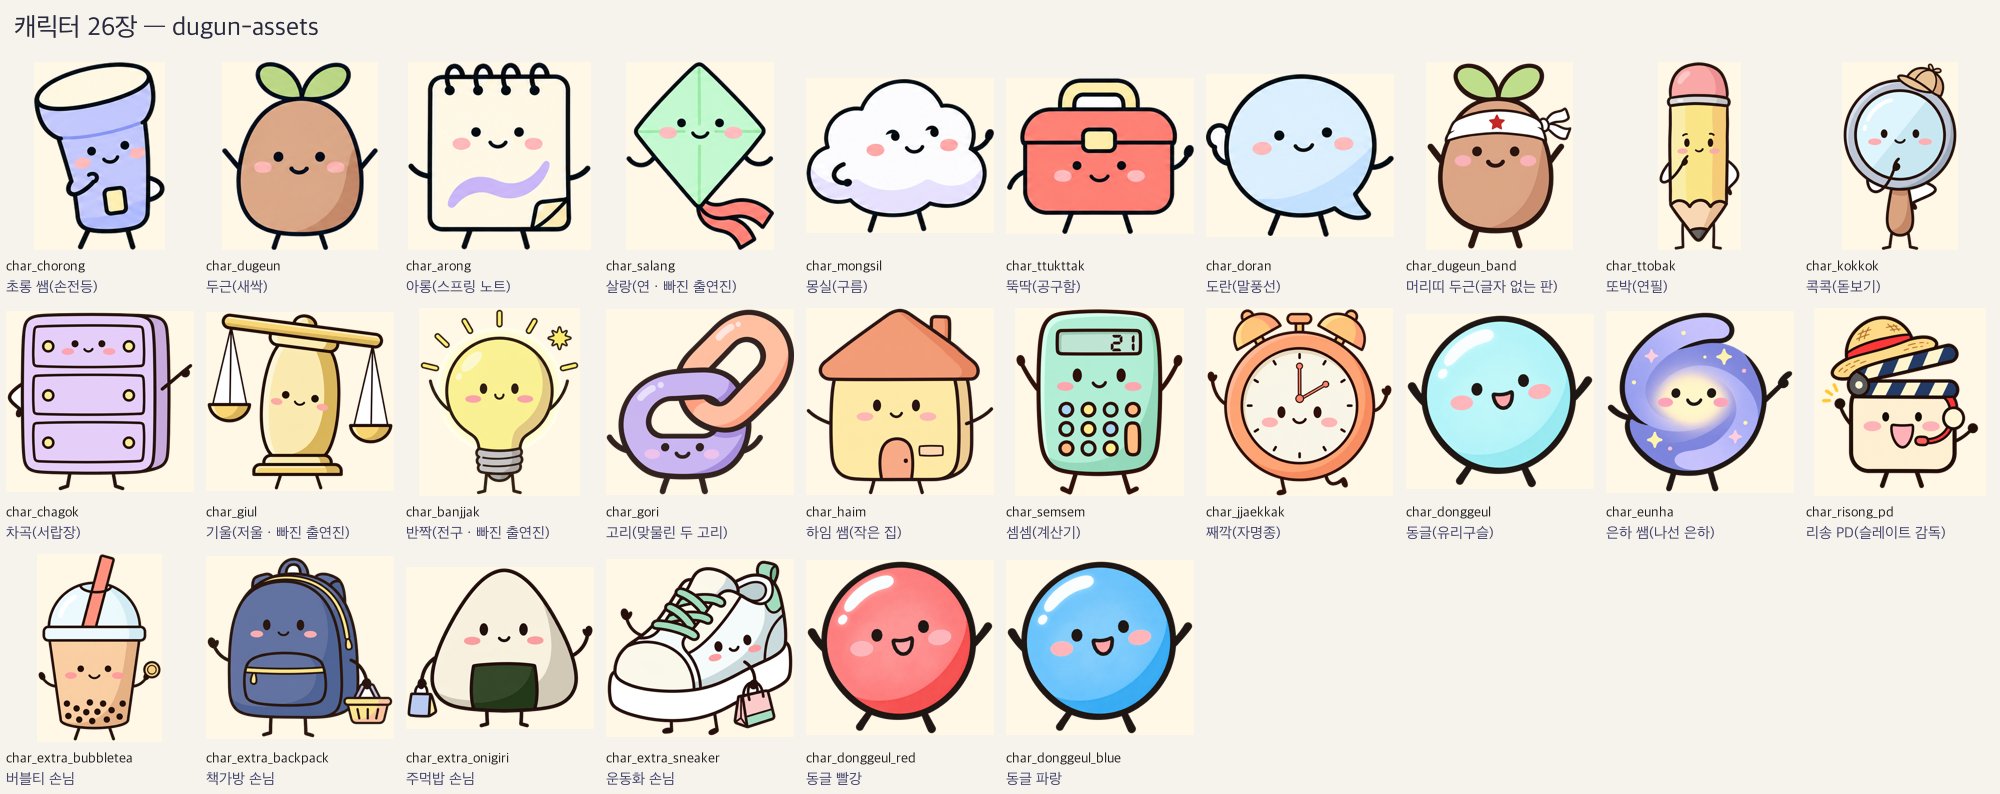 캐릭터 26장 — dugun-assets
char_chorong
초롱 쌤(손전등)
char_dugeun
두근(새싹)
char_arong
아롱(스프링 노트)
char_salang
살랑(연 · 빠진 출연진)
char_mongsil
몽실(구름)
char_ttukttak
뚝딱(공구함)
char_doran
도란(말풍선)
char_dugeun_band
머리띠 두근(글자 없는 판)
char_ttobak
또박(연필)
char_kokkok
콕콕(돋보기)
21
char_chagok
차곡(서랍장)
char_giul
기울(저울 · 빠진 출연진)
char_banjjak
반짝(전구 · 빠진 출연진)
char_gori
고리(맞물린 두 고리)
char_haim
하임 쌤(작은 집)
char_semsem
셈셈(계산기)
char_jjaekkak
째깍(자명종)
char_donggeul
동글(유리구슬)
char_eunha
은하 쌤(나선 은하)
char_risong_pd
리송 PD(슬레이트 감독)
char_extra_bubbletea
버블티 손님
char_extra_backpack
책가방 손님
char_extra_onigiri
주먹밥 손님
char_extra_sneaker
운동화 손님
char_donggeul_red
동글 빨강
char_donggeul_blue
동글 파랑